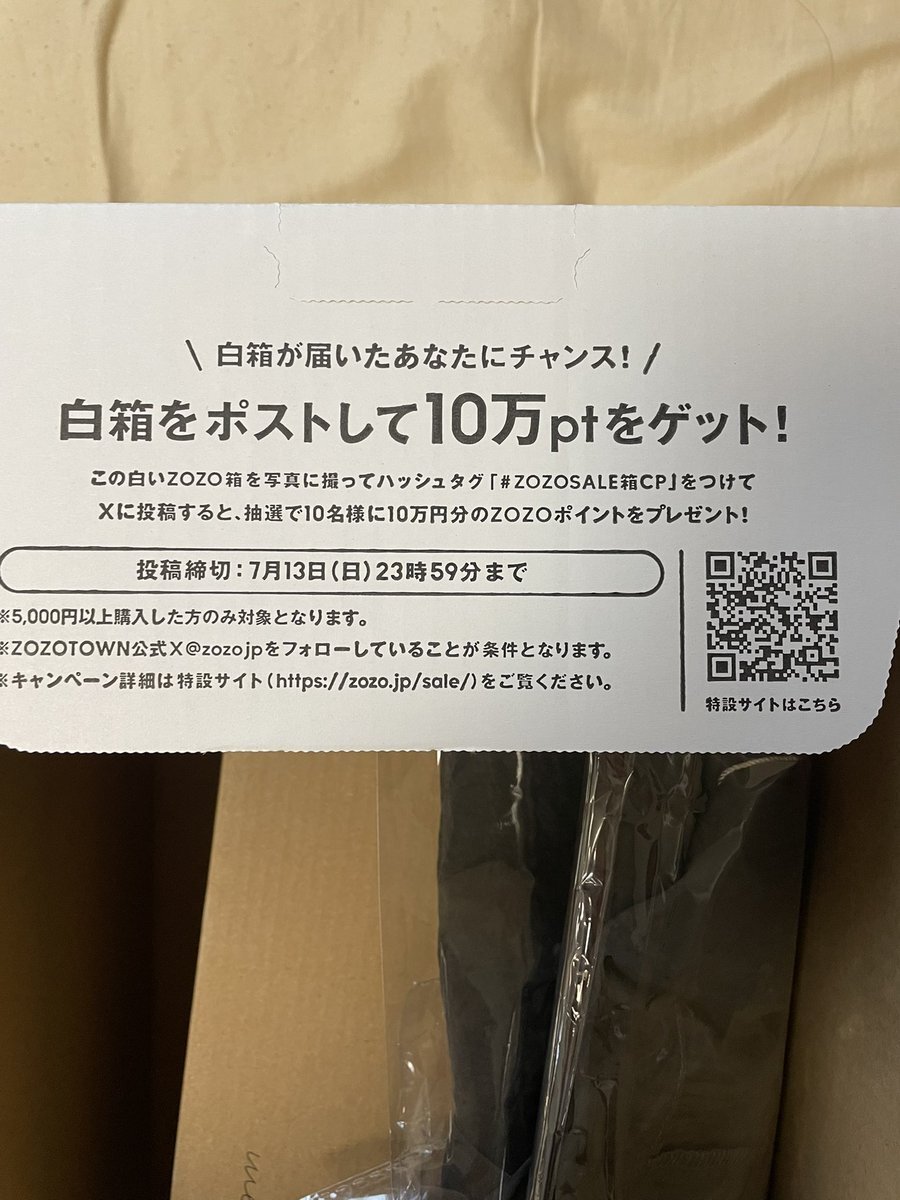 \ 白箱が届いたあなたにチャンス! /
白箱をポストして10万ptをゲット!
この白いZOZO箱を写真に撮ってハッシュタグ「#ZOZOSALE箱CP」をつけて
Xに投稿すると、抽選で10名様に10万円分のZOZOポイントをプレゼント!
投稿締切:7月13日(日)23時59分まで
※5,000円以上購入した方のみ対象となります。
※ZOZOTOWN公式X@zozojpをフォローしていることが条件となります。
※キャンペーン詳細は特設サイト(https://zozo.jp/sale/)をご覧ください。
特設サイトはこちら